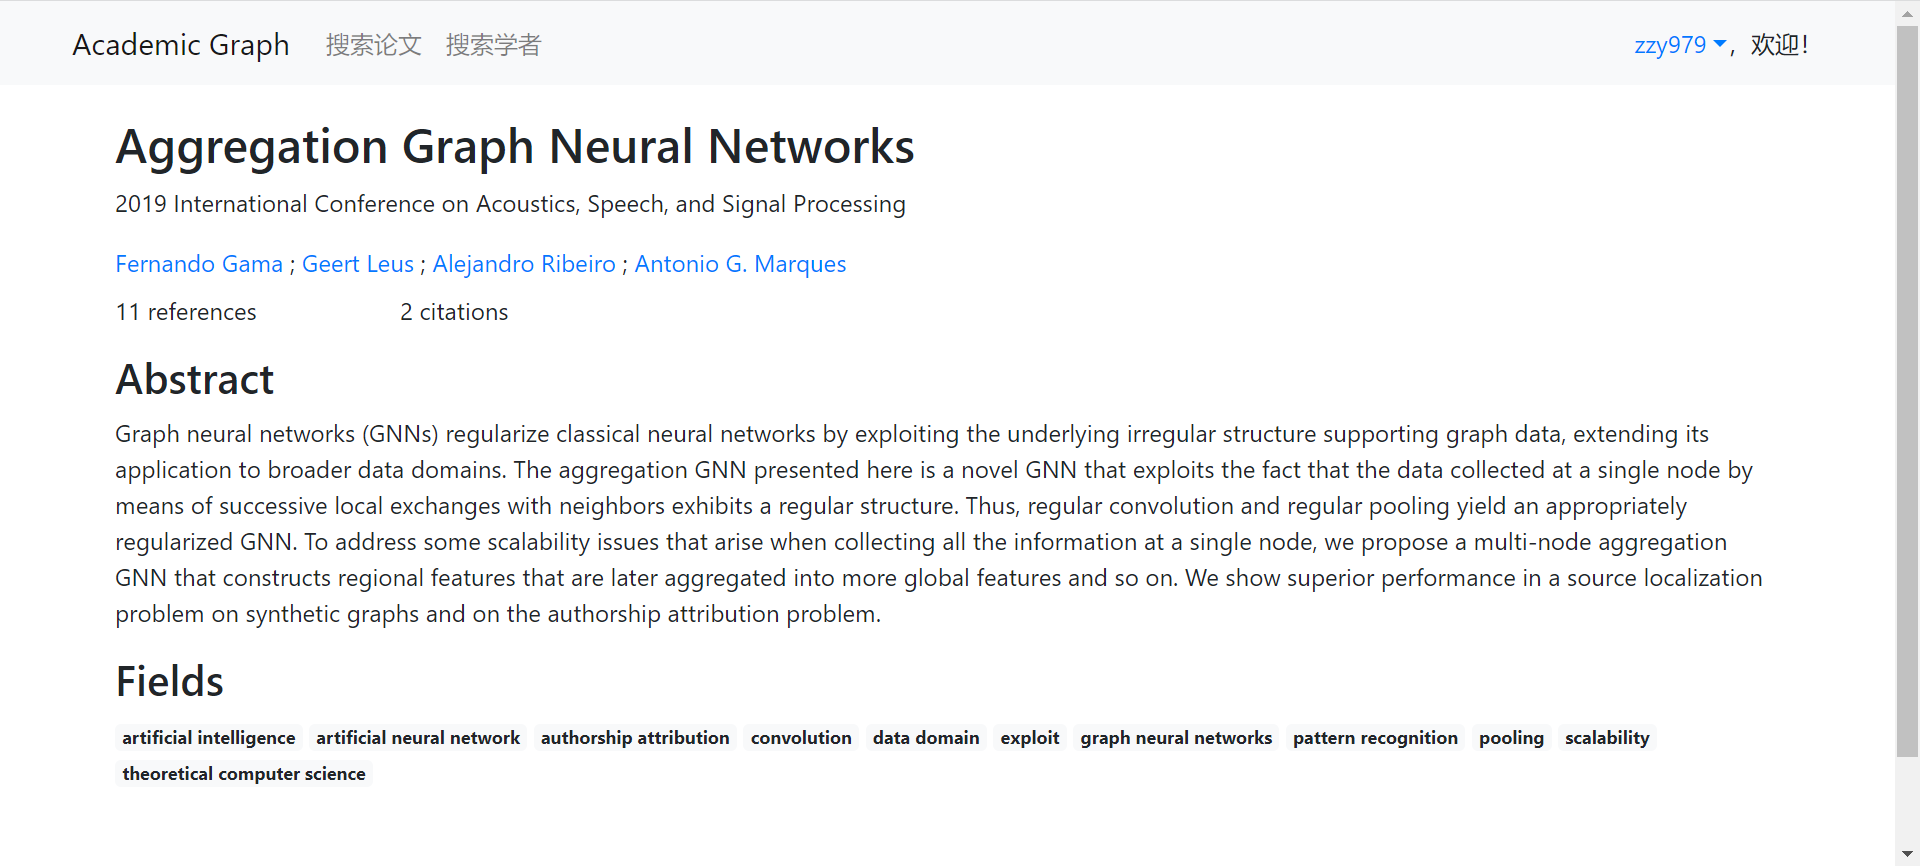 Academic Graph 搜索论文 搜索学者 zzy979 ，欢迎！
Aggregation Graph Neural Networks
2019 International Conference on Acoustics, Speech, and Signal Processing
Fernando Gama ; Geert Leus ; Alejandro Ribeiro ; Antonio G. Marques
11 references 2 citations
Abstract
Graph neural networks (GNNs) regularize classical neural networks by exploiting the underlying irregular structure supporting graph data, extending its
application to broader data domains. The aggregation GNN presented here is a novel GNN that exploits the fact that the data collected at a single node by
means of successive local exchanges with neighbors exhibits a regular structure. Thus, regular convolution and regular pooling yield an appropriately
regularized GNN. To address some scalability issues that arise when collecting all the information at a single node, we propose a multi-node aggregation
GNN that constructs regional features that are later aggregated into more global features and so on. We show superior performance in a source localization
problem on synthetic graphs and on the authorship attribution problem.
Fields
artificial intelligence artificial neural network authorship attribution convolution data domain exploit graph neural networks pattern recognition pooling scalability
theoretical computer science